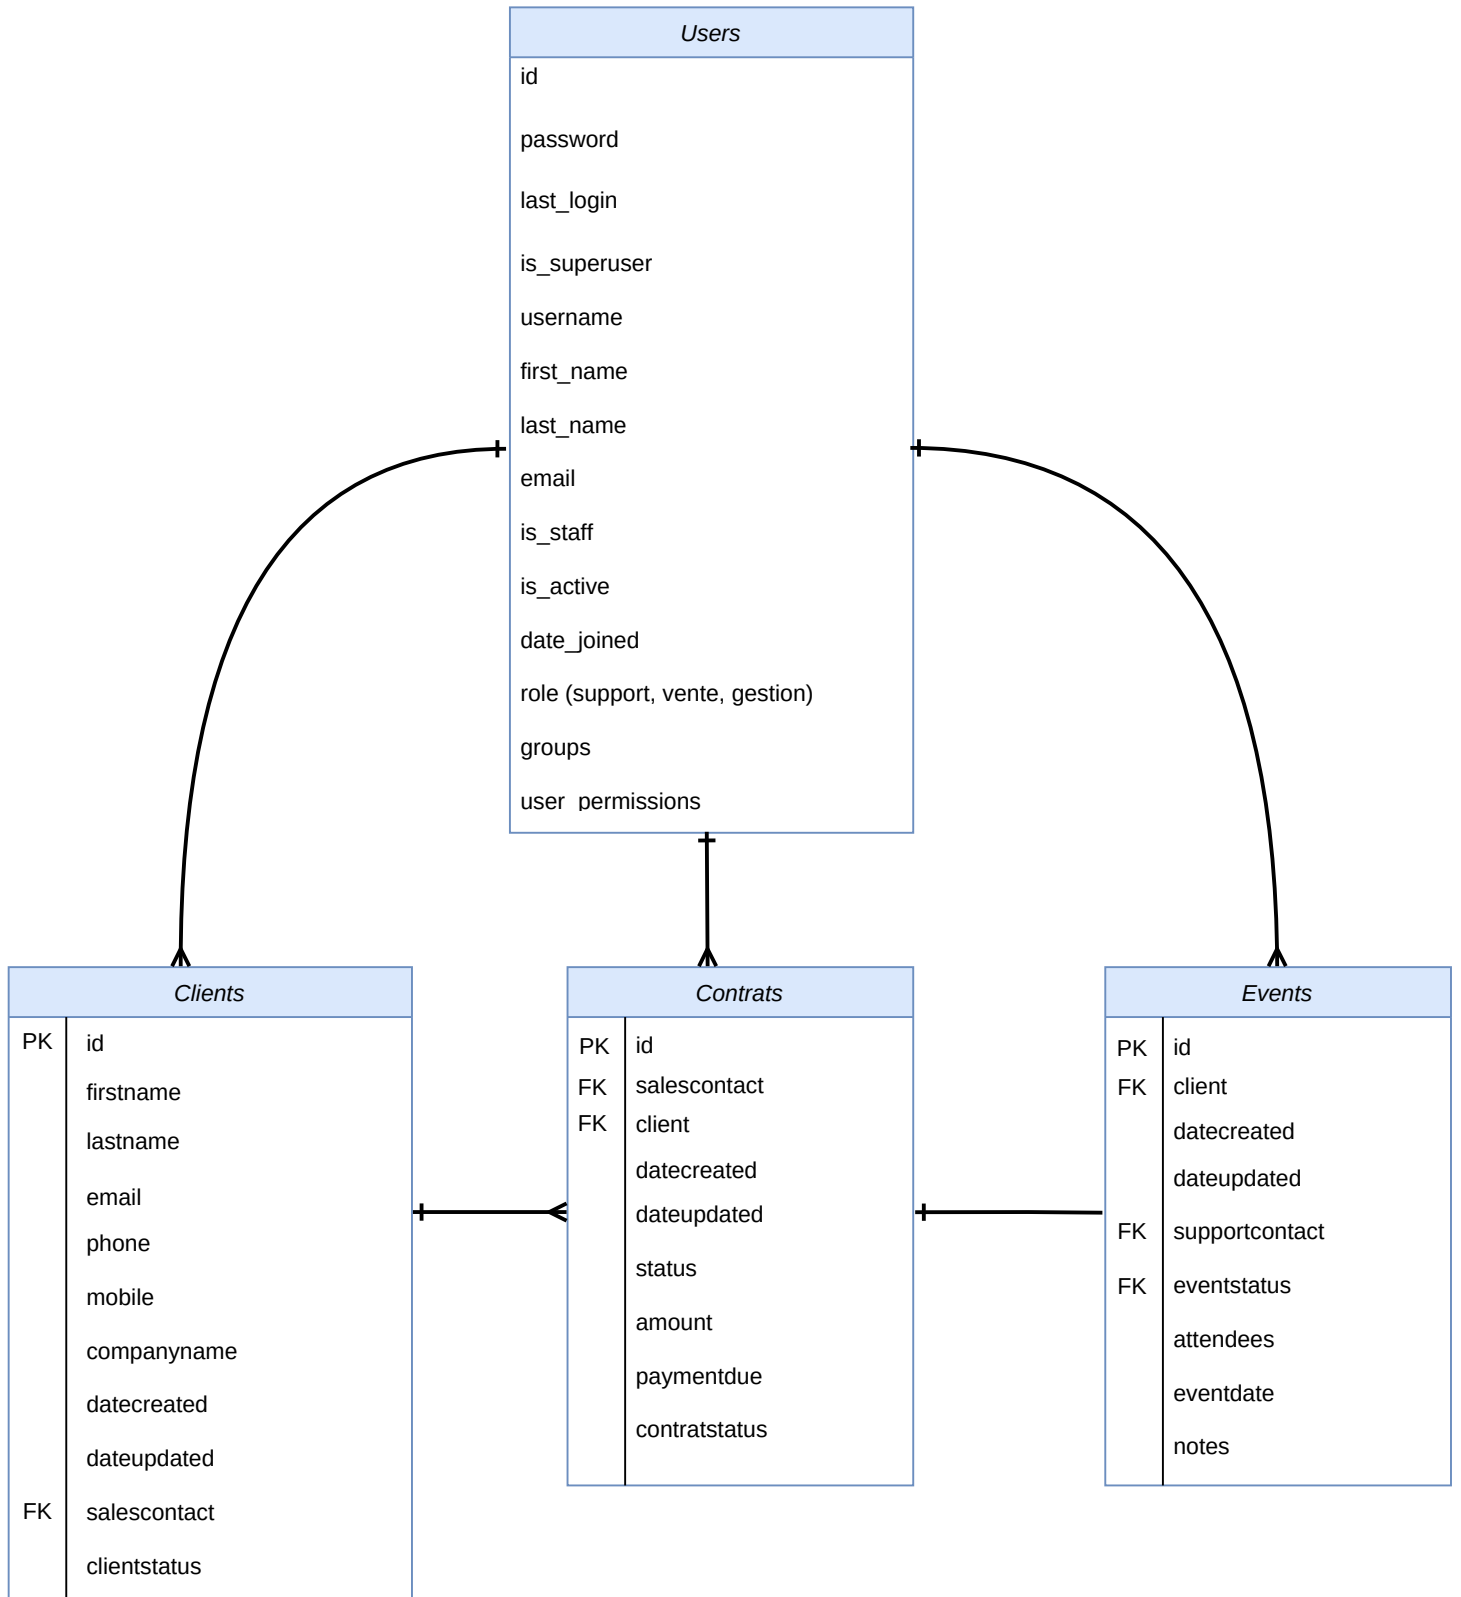 Users
id
password
last_login
is_superuser
username
first_name
last_name
email
is_staff
is_active
date_joined
role (support, vente, gestion)
groups
user_permissions
Clients
PK id
firstname
lastname
email
phone
mobile
companyname
datecreated
dateupdated
FK salescontact
clientstatus
Contrats
PK id
FK salescontact
FK client
datecreated
dateupdated
status
amount
paymentdue
contratstatus
Events
PK id
FK client
datecreated
dateupdated
FK supportcontact
FK eventstatus
attendees
eventdate
notes